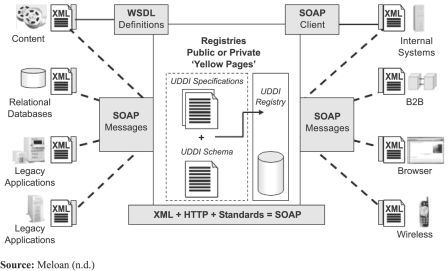 XML
Content
WSDL
Definitions
SOAP
Client
XML
Internal
Systems
Registries
Public or Private
'Yellow Pages'
XML
Relational
Databases
UDDI Specifications
UDDI
Registry
XML
B2B
SOAP
Messages
+
SOAP
Messages
XML
Legacy
Applications
UDDI Schema
XML
Browser
XML
Legacy
Applications
XML + HTTP + Standards = SOAP
XML
Wireless
Source: Meloan (n.d.)